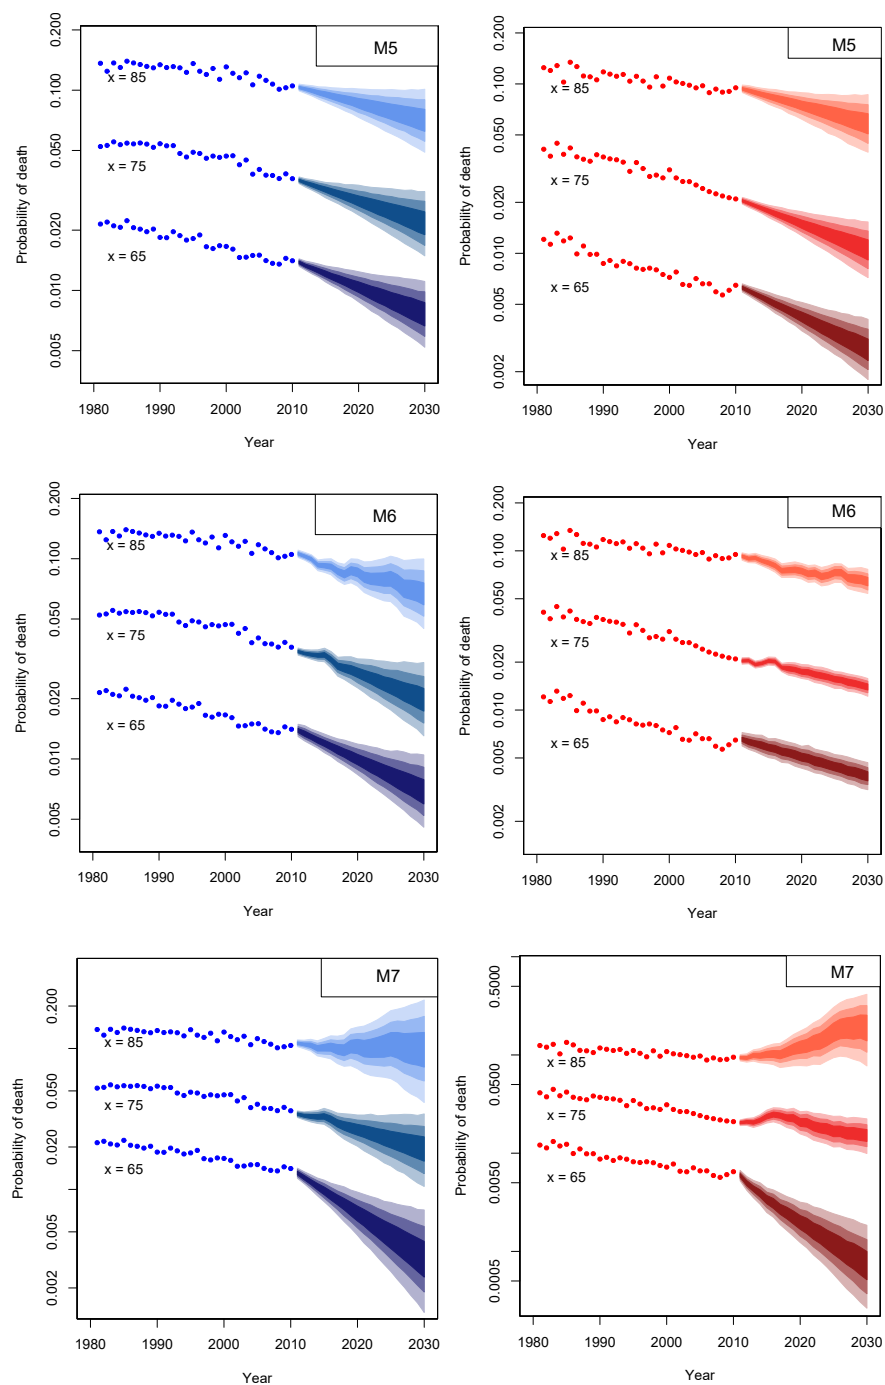 M5
Probability of death
0.200
0.100
0.050
0.020
0.010
0.005
x = 85
x = 75
x = 65
1980 1990 2000 2010 2020 2030
Year
M5
Probability of death
0.200
0.100
0.050
0.020
0.010
0.005
0.002
x = 85
x = 75
x = 65
1980 1990 2000 2010 2020 2030
Year
M6
Probability of death
0.200
0.100
0.050
0.020
0.010
0.005
x = 85
x = 75
x = 65
1980 1990 2000 2010 2020 2030
Year
M6
Probability of death
0.200
0.100
0.050
0.020
0.010
0.005
0.002
x = 85
x = 75
x = 65
1980 1990 2000 2010 2020 2030
Year
M7
Probability of death
0.200
0.050
0.020
0.005
0.002
x = 85
x = 75
x = 65
1980 1990 2000 2010 2020 2030
Year
M7
Probability of death
0.5000
0.0500
0.0050
0.0005
x = 85
x = 75
x = 65
1980 1990 2000 2010 2020 2030
Year